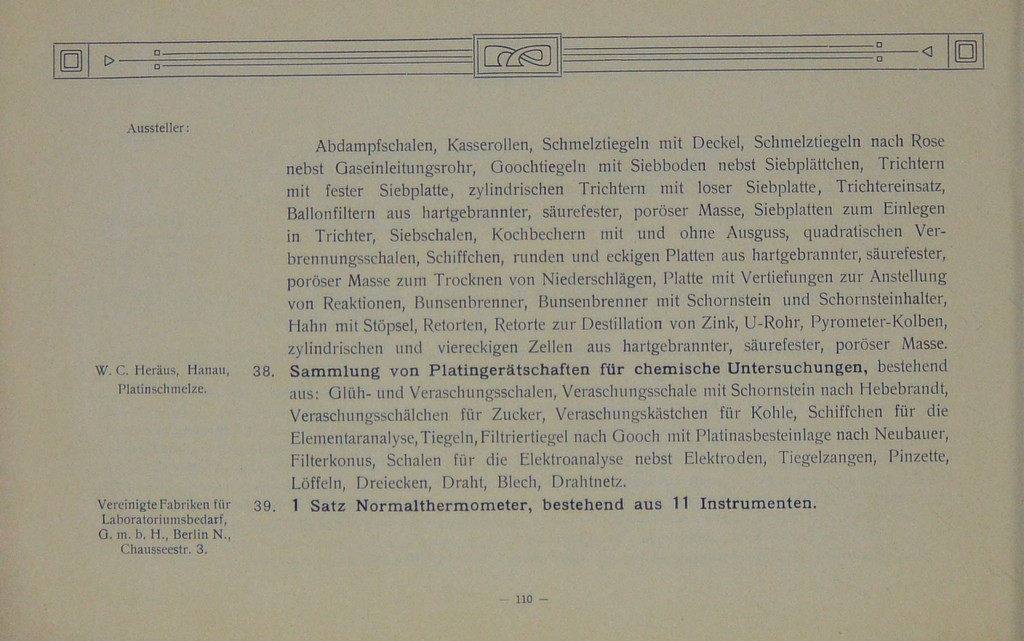 Aussteller:
Abdampfschalen, Kasserollen, Schmelztiegeln mit Deckel, Schmelztiegeln nach Rose
nebst Gaseinleitungsrohr, Goochtiegeln mit Siebboden nebst Siebplättchen, Trichtern
mit fester Siebplatte, zylindrischen Trichtern mit loser Siebplatte, Trichtereinsatz,
Ballonfiltern aus hartgebrannter, säurefester, poröser Masse, Siebplatten zum Einlegen
in Trichter, Siebschalen, Kochbechern mit und ohne Ausguss, quadratischen Ver-
brennungsschalen, Schiffchen, runden und eckigen Platten aus hartgebrannter, säurefester,
poröser Masse zum Trocknen von Niederschlägen, Platte mit Vertiefungen zur Anstellung
von Reaktionen, Bunsenbrenner, Bunsenbrenner mit Schornstein und Schornsteinhalter,
Hahn mit Stöpsel, Retorten, Retorte zur Destillation von Zink, U-Rohr, Pyrometer-Kolben,
zylindrischen und viereckigen Zellen aus hartgebrannter, säurefester, poröser Masse.
W. C. Heräus, Hanau,
Platinschmelze.
38. Sammlung von Platingerätschaften für chemische Untersuchungen, bestehend
aus: Glüh- und Veraschungsschalen, Veraschungsschale mit Schornstein nach Hebebrandt,
Veraschungsschälchen für Zucker, Veraschungskästchen für Kohle, Schiffchen für die
Elementaranalyse, Tiegeln, Filtriertiegel nach Gooch mit Platinasbesteinlage nach Neubauer,
Filterkonus, Schalen für die Elektroanalyse nebst Elektroden, Tiegelzangen, Pinzette,
Löffeln, Dreiecken, Draht, Blech, Drahtnetz.
Vereinigte Fabriken für
Laboratoriumsbedarf,
G. m. b. H., Berlin N.,
Chausseestr. 3.
39. 1 Satz Normalthermometer, bestehend aus 11 Instrumenten.
— 110 —